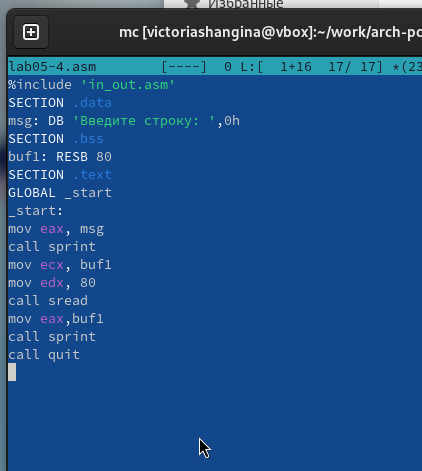 Избранные
mc [victoriashangina@vbox]:~/work/arch-pc
lab05-4.asm [----] 0 L:[ 1+16 17/ 17] *(23
%include 'in_out.asm'
SECTION .data
msg: DB 'Введите строку: ',0h
SECTION .bss
buf1: RESB 80
SECTION .text
GLOBAL _start
_start:
mov eax, msg
call sprint
mov ecx, buf1
mov edx, 80
call sread
mov eax,buf1
call sprint
call quit